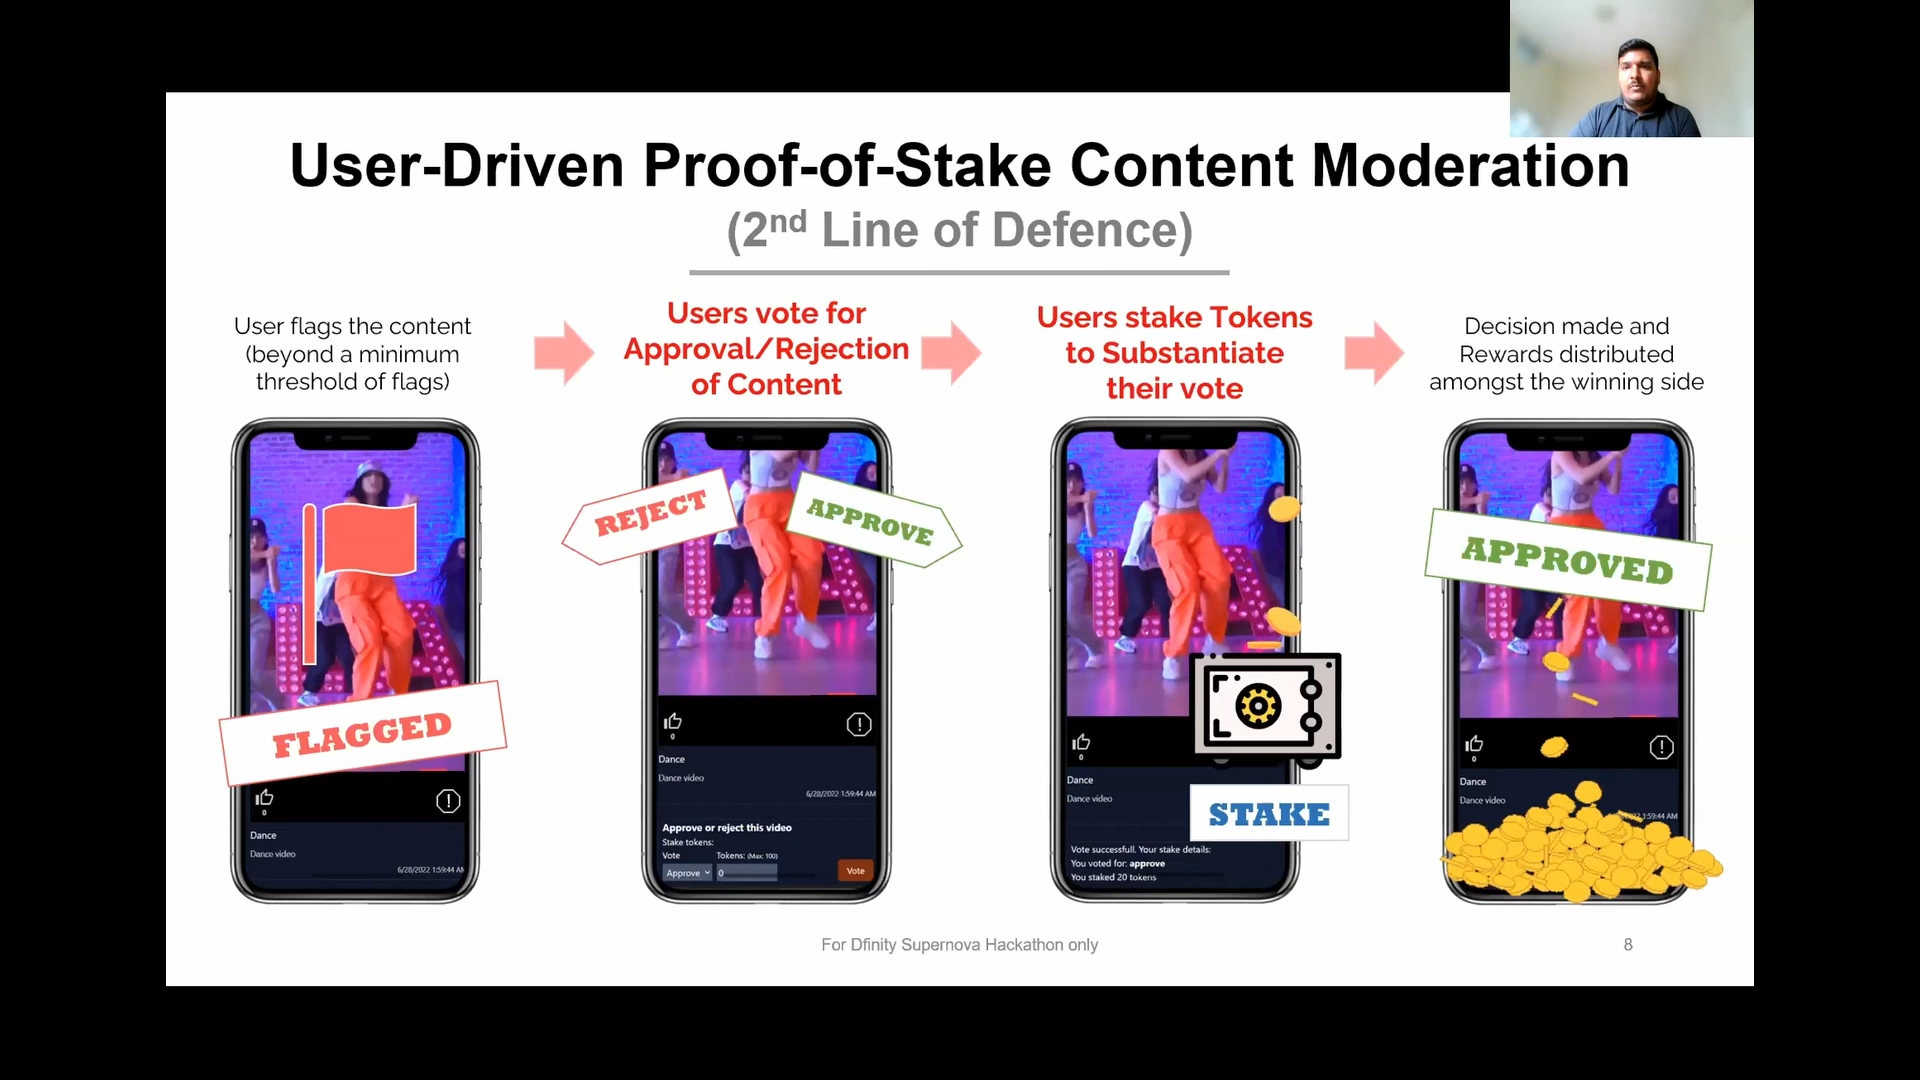 User-Driven Proof-of-Stake Content Moderation
(2nd Line of Defence)
User flags the content
(beyond a minimum
threshold of flags)
Users vote for
Approval/Rejection
of Content
Users stake Tokens
to Substantiate
their vote
Decision made and
Rewards distributed
amongst the winning side
FLAGGED
0
Dance
Dance video
6/28/2022 1:59:44 AM
REJECT
APPROVE
0
Dance
Dance video
6/28/2022 1:59:44 AM
Approve or reject this video
Stake tokens:
Vote
Tokens: (Max: 100)
Approve
0
Vote
0
Dance
Dance video
STAKE
Vote successfull. Your stake details:
You voted for: approve
You staked 20 tokens
APPROVED
0
Dance
Dance video
1:59:44 AM
For Dfinity Supernova Hackathon only
8